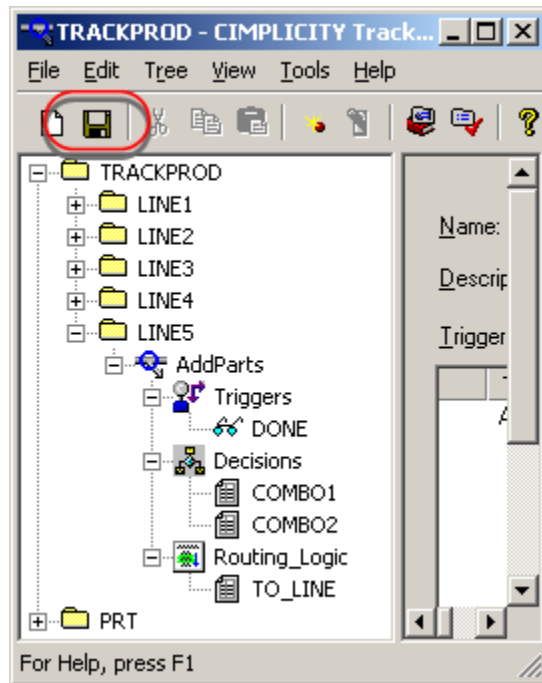 TRACKPROD - CIMPLICITY Track...
File Edit Tree View Tools Help
TRACKPROD
LINE1
LINE2
LINE3
LINE4
LINE5
AddParts
Triggers
DONE
Decisions
COMBO1
COMBO2
Routing_Logic
TO_LINE
PRT
Name:
Descrip
Trigger
For Help, press F1